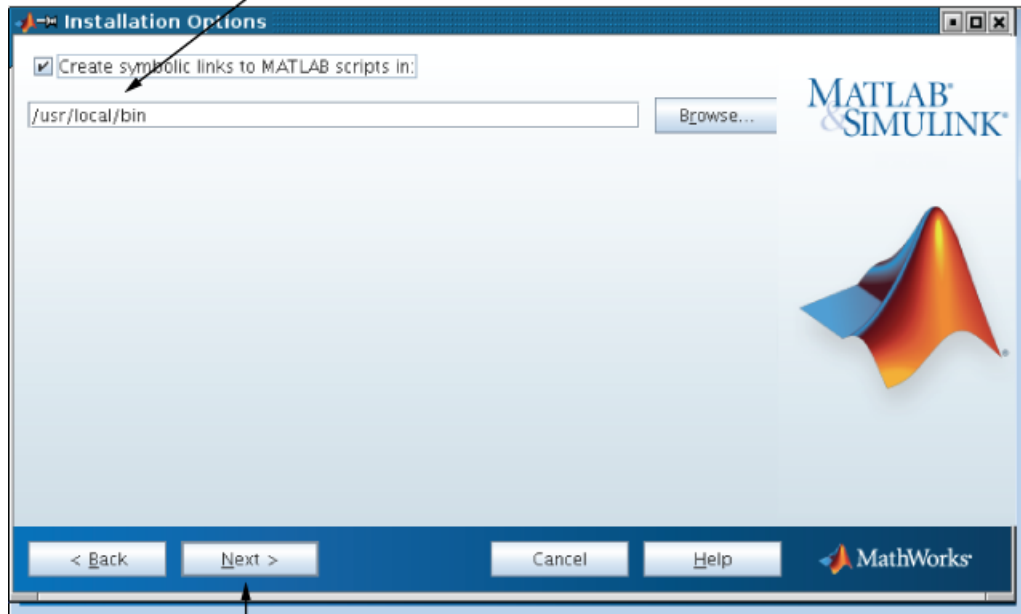 Installation Options
Create symbolic links to MATLAB scripts in:
/usr/local/bin
Browse...
MATLAB®
&SIMULINK®
®
< Back
Next >
Cancel
Help
MathWorks®